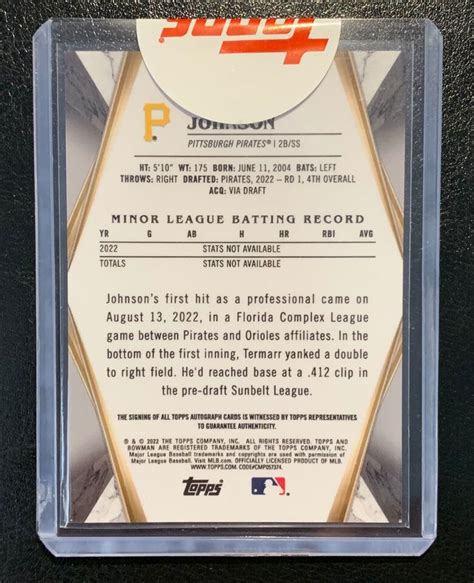 Topps
P
JOHNSON
PITTSBURGH PIRATES® | 2B/SS
HT: 5'10" WT: 175 BORN: JUNE 11, 2004 BATS: LEFT
THROWS: RIGHT DRAFTED: PIRATES, 2022 – RD 1, 4TH OVERALL
ACQ: VIA DRAFT
MINOR LEAGUE BATTING RECORD
YR G AB H HR RBI AVG
2022 STATS NOT AVAILABLE
TOTALS STATS NOT AVAILABLE
Johnson's first hit as a professional came on
August 13, 2022, in a Florida Complex League
game between Pirates and Orioles affiliates. In the
bottom of the first inning, Termarr yanked a double
to right field. He'd reached base at a .412 clip in
the pre-draft Sunbelt League.
THE SIGNING OF ALL TOPPS AUTOGRAPH CARDS IS WITNESSED BY TOPPS REPRESENTATIVES
TO GUARANTEE AUTHENTICITY.
® & © 2022 THE TOPPS COMPANY, INC. ALL RIGHTS RESERVED. TOPPS AND
BOWMAN ARE REGISTERED TRADEMARKS OF THE TOPPS COMPANY, INC.
Major League Baseball trademarks and copyrights are used with permission of
Major League Baseball. Visit MLB.com. OFFICIALLY LICENSED PRODUCT OF MLB.
WWW.TOPPS.COM. CODE#CMP057374.
Topps